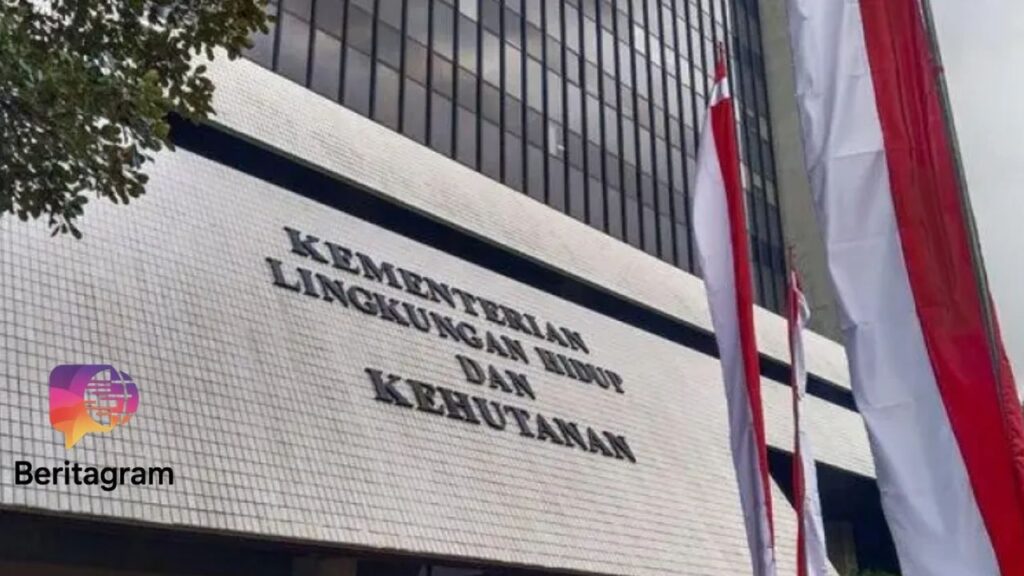 KEMENTERIAN
LINGKUNGAN HIDUP
DAN
KEHUTANAN
Beritagram